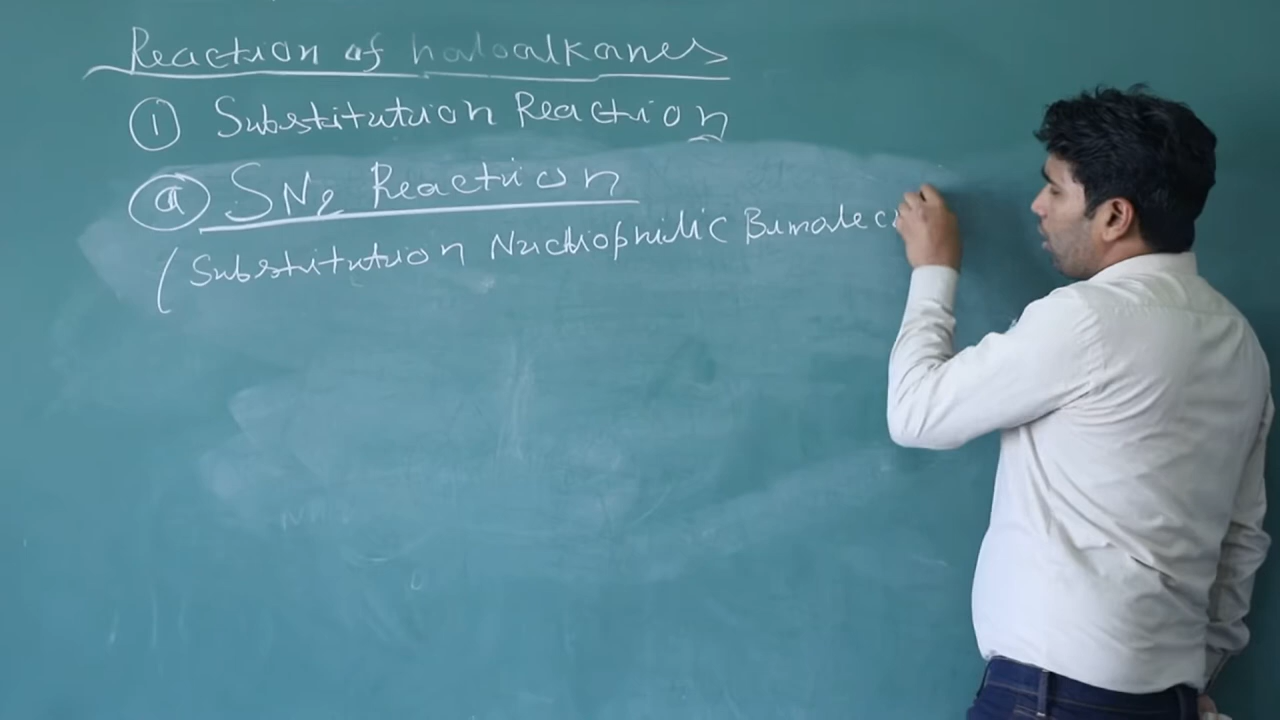 Reaction of haloalkanes
① Substitution Reaction
ⓐ SN2 Reaction
(Substitution Nucleophilic Bimolec